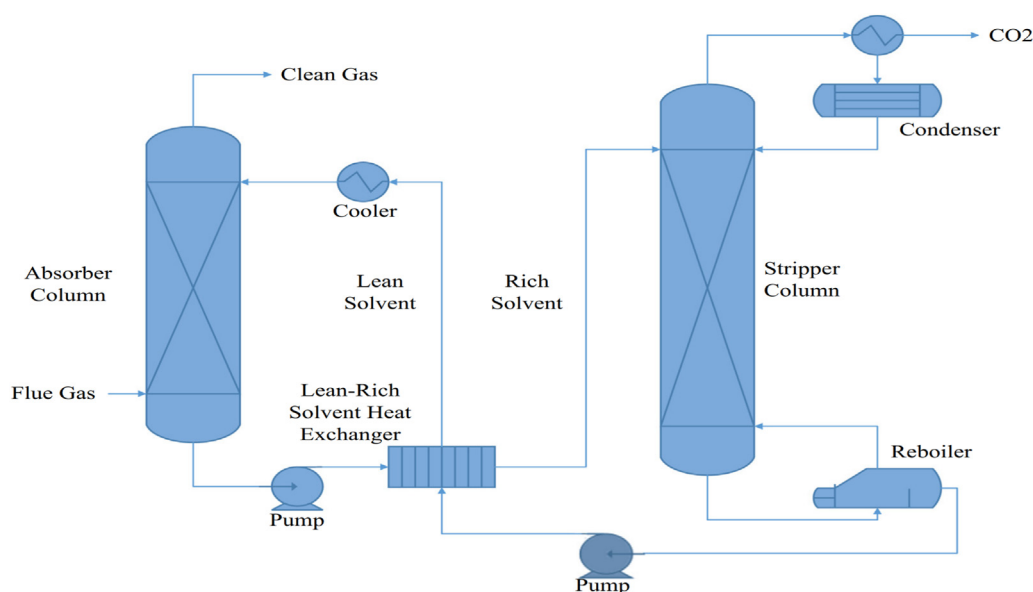 CO2
Clean Gas
Condenser
Cooler
Absorber
Column
Lean
Solvent
Rich
Solvent
Stripper
Column
Flue Gas
Lean-Rich
Solvent Heat
Exchanger
Reboiler
Pump
Pump